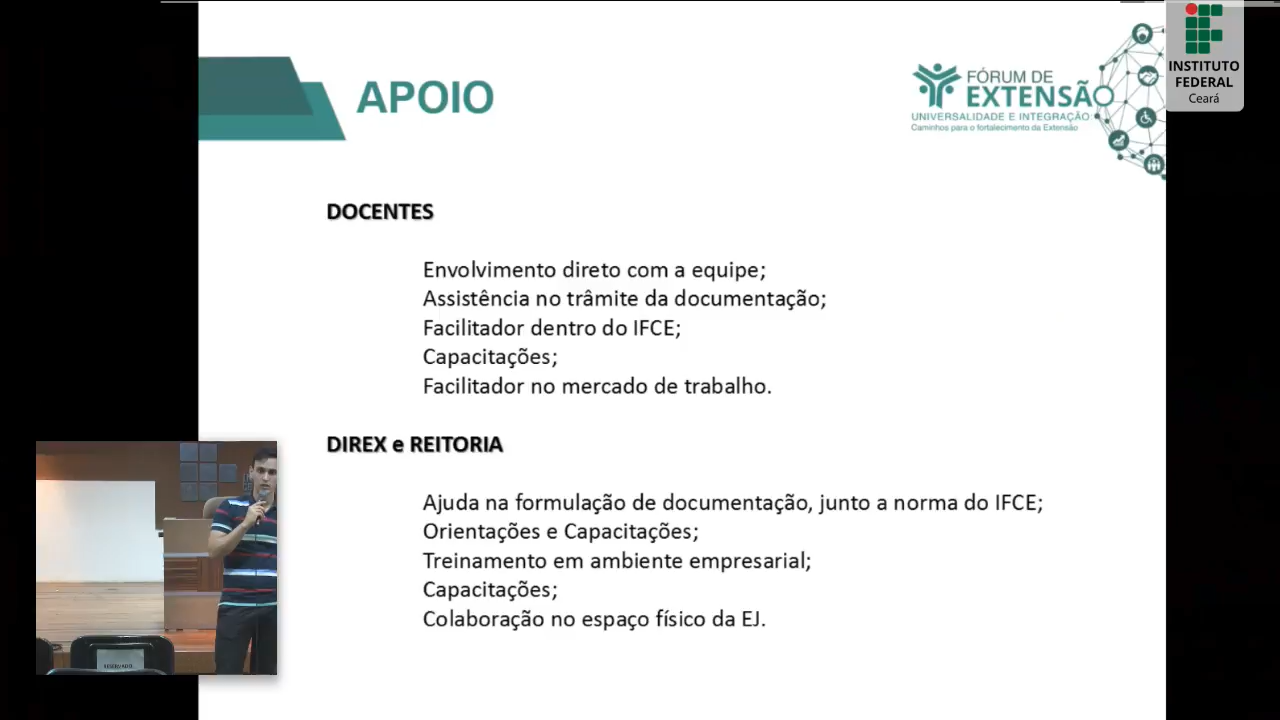 APOIO
FÓRUM DE
EXTENSÃO
UNIVERSALIDADE E INTEGRAÇÃO
Caminhos para o fortalecimento da Extensão
INSTITUTO
FEDERAL
Ceará
DOCENTES
Envolvimento direto com a equipe;
Assistência no trâmite da documentação;
Facilitador dentro do IFCE;
Capacitações;
Facilitador no mercado de trabalho.
DIREX e REITORIA
Ajuda na formulação de documentação, junto a norma do IFCE;
Orientações e Capacitações;
Treinamento em ambiente empresarial;
Capacitações;
Colaboração no espaço físico da EJ.
RESERVADO